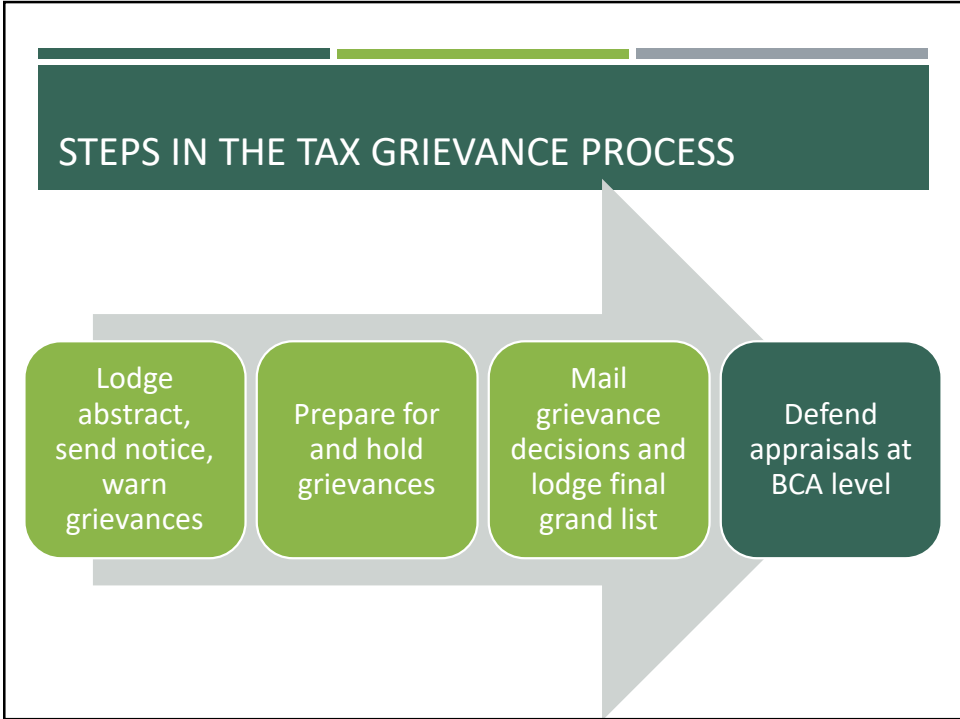 STEPS IN THE TAX GRIEVANCE PROCESS
Lodge
abstract,
send notice,
warn
grievances
Prepare for
and hold
grievances
Mail
grievance
decisions and
lodge final
grand list
Defend
appraisals at
BCA level